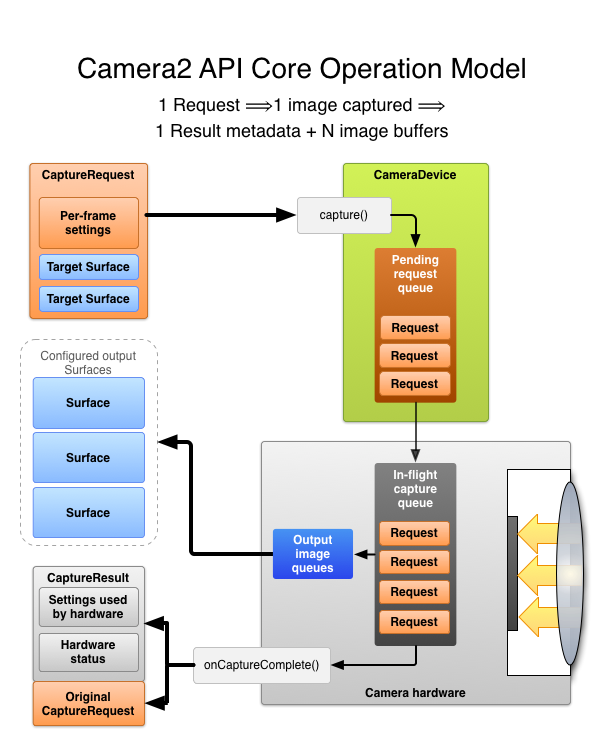 Camera2 API Core Operation Model
1 Request ⟹1 image captured ⟹
1 Result metadata + N image buffers
CaptureRequest
Per-frame
settings
Target Surface
Target Surface
capture()
CameraDevice
Pending
request
queue
Request
Request
Request
Configured output
Surfaces
Surface
Surface
Surface
In-flight
capture
queue
Request
Request
Request
Request
Output
image
queues
Camera hardware
onCaptureComplete()
CaptureResult
Settings used
by hardware
Hardware
status
Original
CaptureRequest